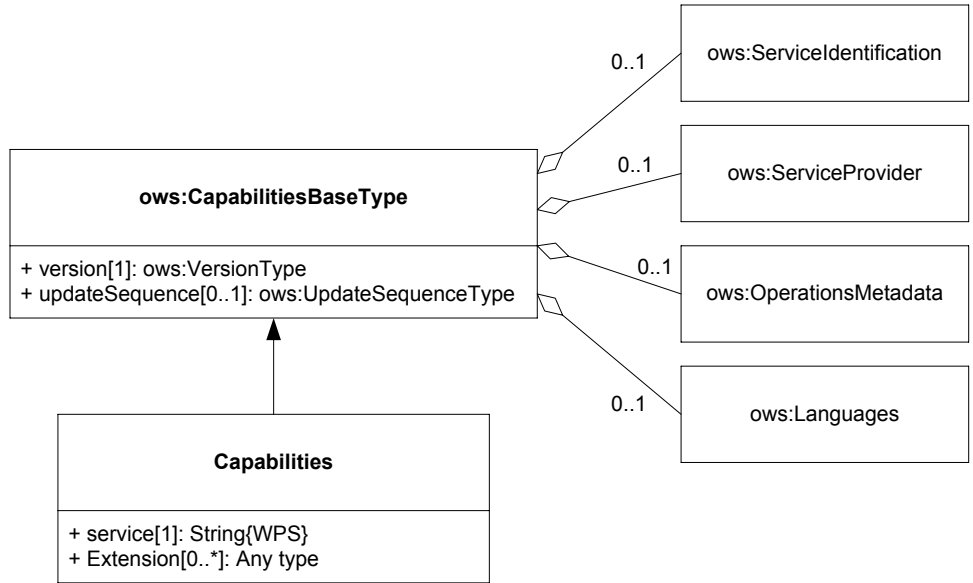 0..1
ows:ServiceIdentification
0..1
ows:ServiceProvider
ows:CapabilitiesBaseType
+ version[1]: ows:VersionType
+ updateSequence[0..1]: ows:UpdateSequenceType
0..1
ows:OperationsMetadata
0..1
ows:Languages
Capabilities
+ service[1]: String{WPS}
+ Extension[0..*]: Any type